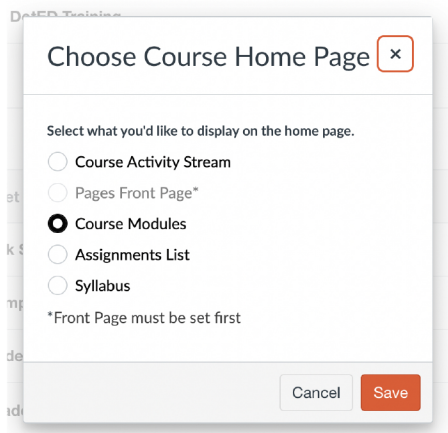 Choose Course Home Page
Select what you'd like to display on the home page.
Course Activity Stream
Pages Front Page*
Course Modules
Assignments List
Syllabus
*Front Page must be set first
Cancel Save